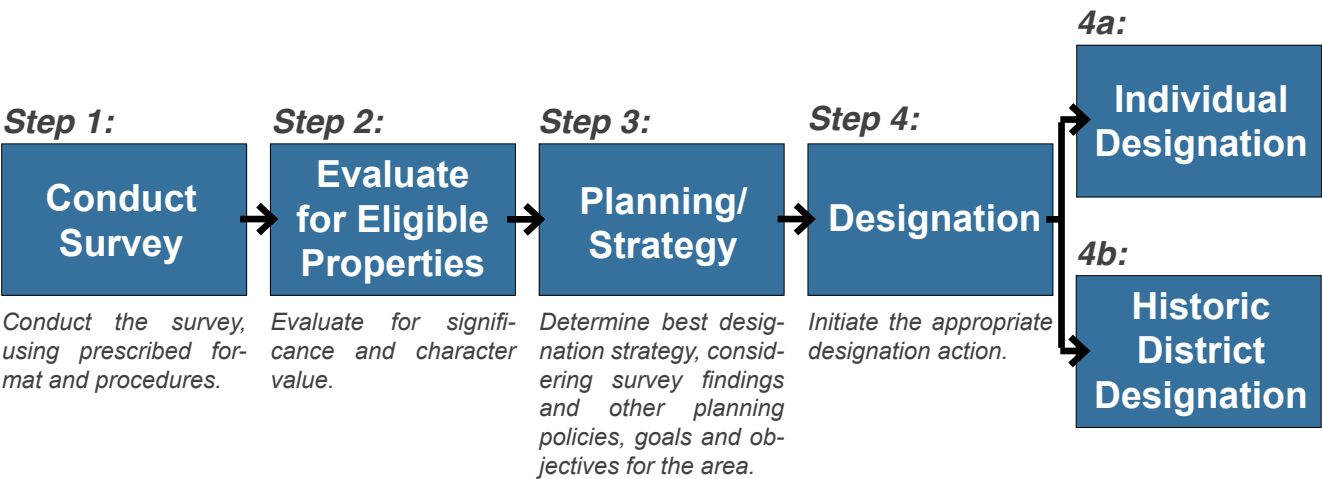 Step 1:
Conduct
Survey
Conduct the survey,
using prescribed for-
mat and procedures.
Step 2:
Evaluate
for Eligible
Properties
Evaluate for signifi-
cance and character
value.
Step 3:
Planning/
Strategy
Determine best desig-
nation strategy, consid-
ering survey findings
and other planning
policies, goals and ob-
jectives for the area.
Step 4:
Designation
Initiate the appropriate
designation action.
4a:
Individual
Designation
4b:
Historic
District
Designation